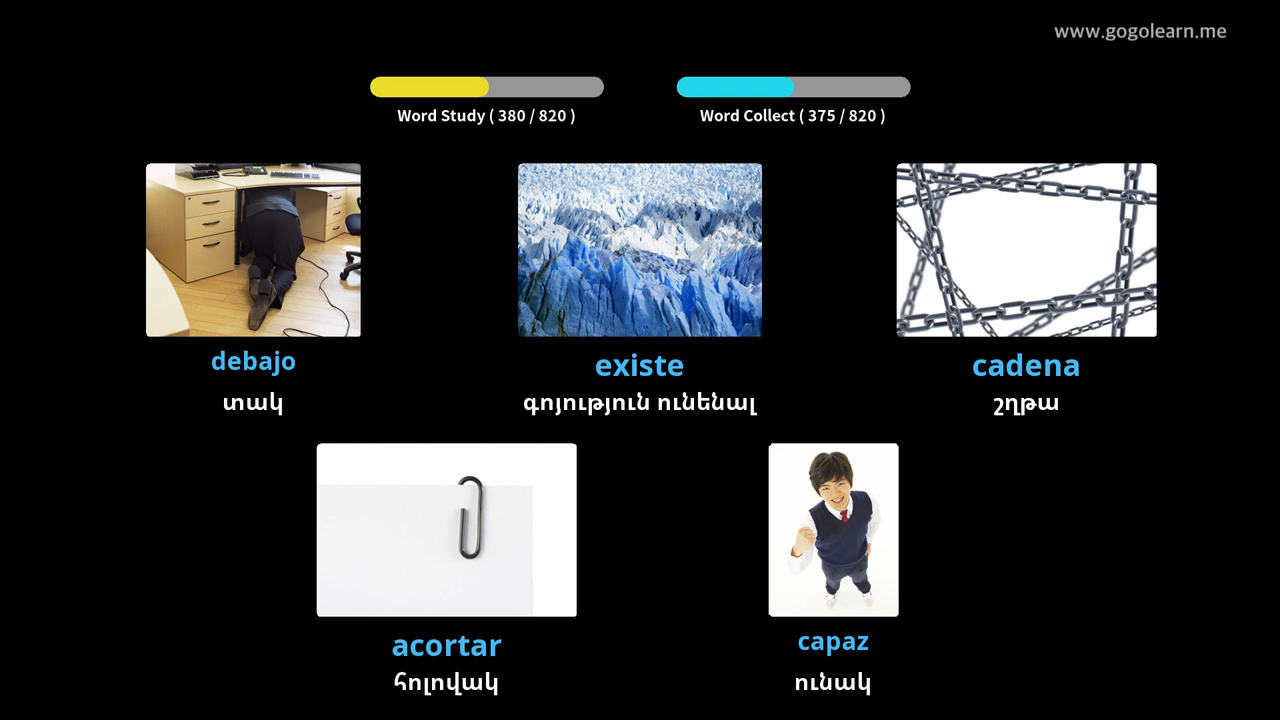 www.gogolearn.me
Word Study ( 380 / 820 )
Word Collect ( 375 / 820 )
debajo
տակ
existe
գոյություն ունենալ
cadena
շղթա
acortar
հոլովակ
capaz
ունակ